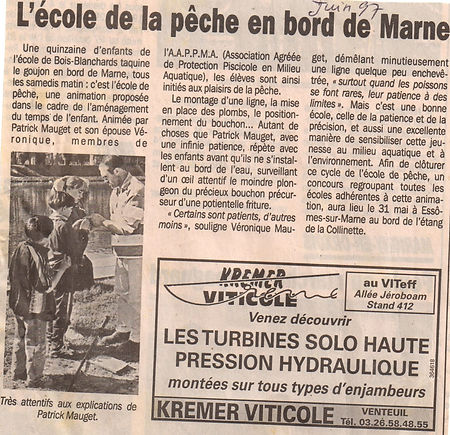 Juin 97
L'école de la pêche en bord de Marne
Une quinzaine d'enfants de
l'école de Bois-Blanchards taquine
le goujon en bord de Marne, tous
les samedis matin ; c'est l'école de
pêche, une animation proposée
dans le cadre de l'aménagement
du temps de l'enfant. Animée par
Patrick Mauget et son épouse Vé-
ronique, membres de
l'A.A.P.P.M.A. (Association Agréée
de Protection Piscicole en Milieu
Aquatique), les élèves sont ainsi
initiés aux plaisirs de la pêche.
Le montage d'une ligne, la mise
en place des plombs, le position-
nement du bouchon... Autant de
choses que Patrick Mauget, avec
une infinie patience, répète avec
les enfants avant qu'ils ne s'instal-
lent au bord de l'eau, surveillant
d'un œil attentif le moindre plon-
geon du précieux bouchon précur-
seur d'une potentielle friture.
« Certains sont patients, d'autres
moins », souligne Véronique Mau-
get, démêlant minutieusement
une ligne quelque peu enchevê-
trée, « surtout quand les poissons
se font rares, leur patience a des
limites ». Mais c'est une bonne
école, celle de la patience et de la
précision, et aussi une excellente
manière de sensibiliser cette jeu-
nesse au milieu aquatique et à
l'environnement. Afin de clôturer
ce cycle de l'école de pêche, un
concours regroupant toutes les
écoles adhérentes à cette anima-
tion, aura lieu le 31 mai à Essô-
mes-sur-Marne au bord de l'étang
de la Collinette.
Très attentifs aux explications de
Patrick Mauget.
KREMER
VITICOLE
au VITeff
Allée Jéroboam
Stand 412
Venez découvrir
LES TURBINES SOLO HAUTE
PRESSION HYDRAULIQUE
montées sur tous types d'enjambeurs
KREMER VITICOLE
VENTEUIL
Tél. 03.26.58.48.55